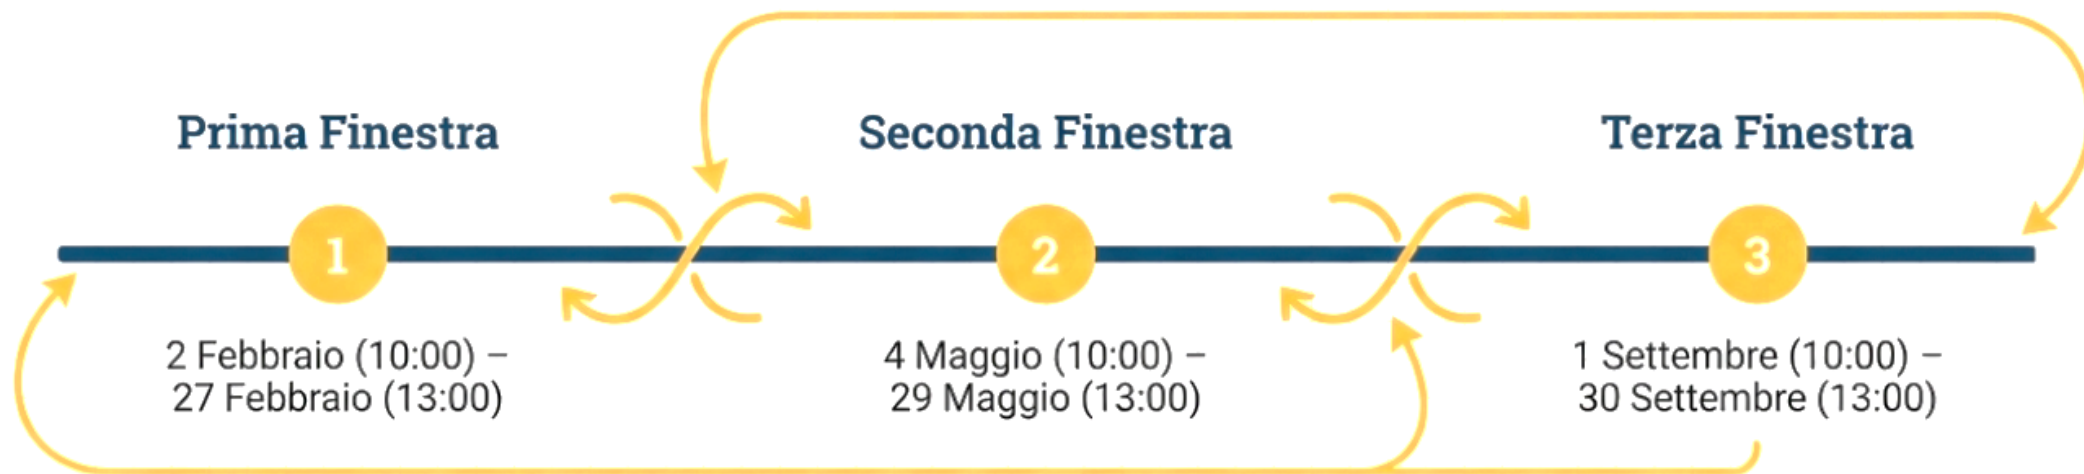 Prima Finestra
1
2 Febbraio (10:00) –
27 Febbraio (13:00)
Seconda Finestra
2
4 Maggio (10:00) –
29 Maggio (13:00)
Terza Finestra
3
1 Settembre (10:00) –
30 Settembre (13:00)